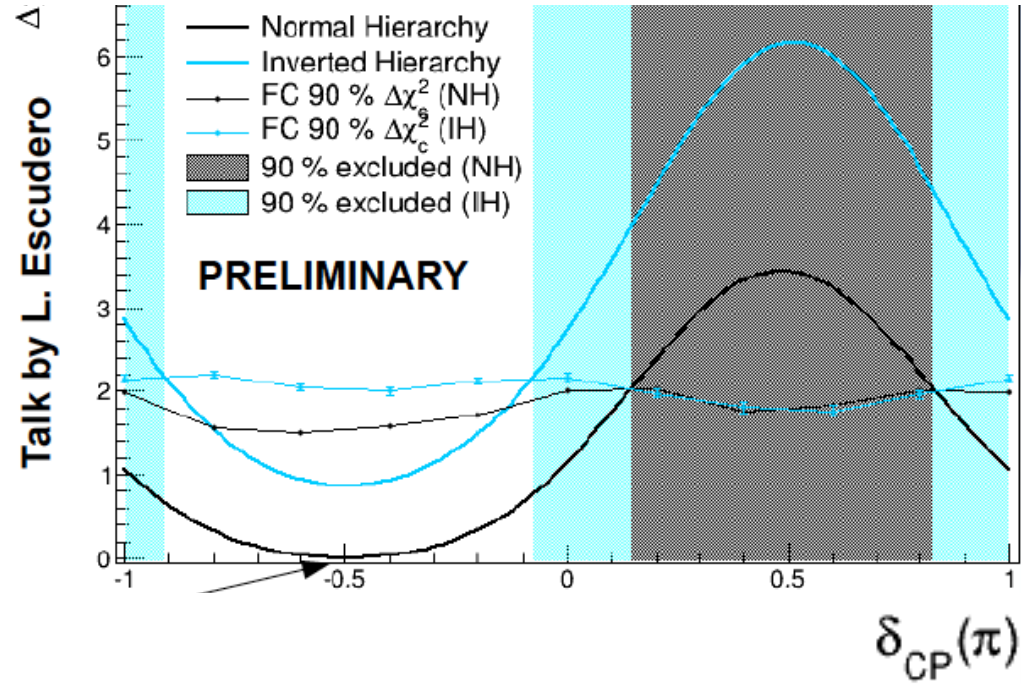 Δ
Talk by L. Escudero
Normal Hierarchy
Inverted Hierarchy
FC 90 % Δχ²c (NH)
FC 90 % Δχ²c (IH)
90 % excluded (NH)
90 % excluded (IH)
PRELIMINARY
6
5
4
3
2
1
0
-1 -0.5 0 0.5 1
δCP(π)